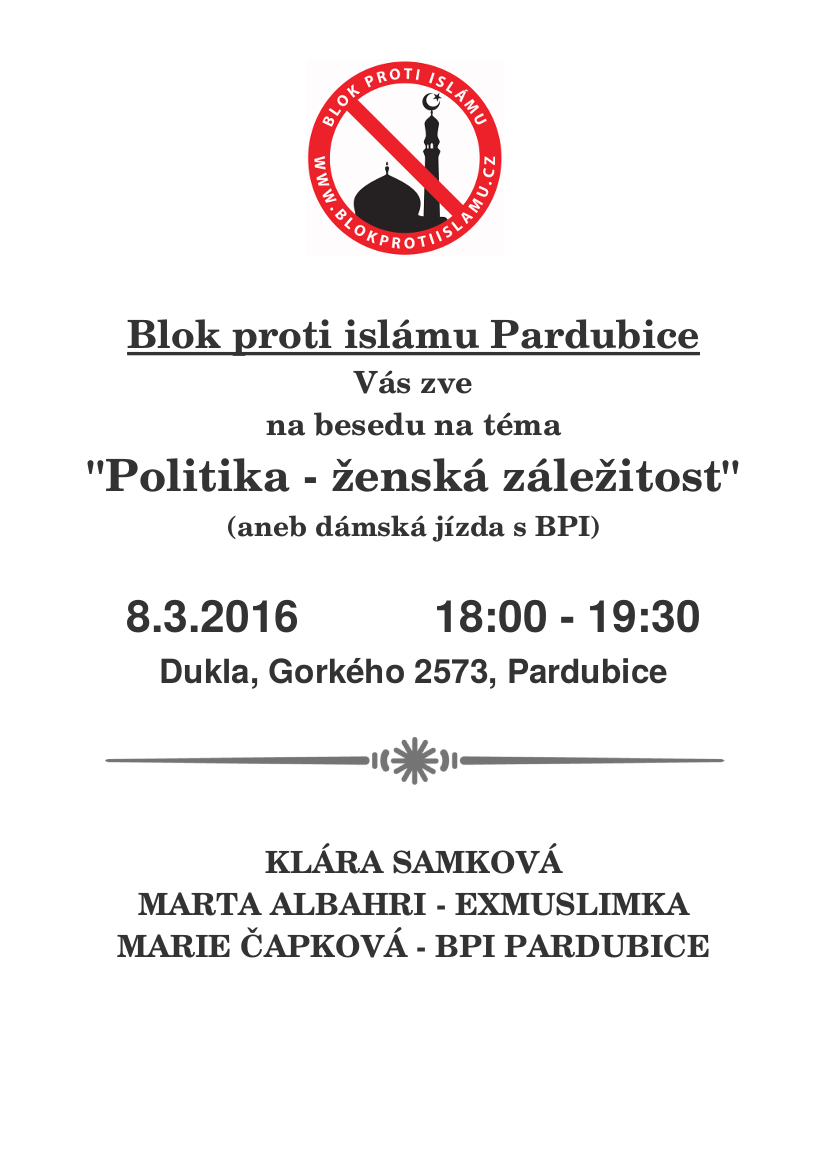 BLOK PROTI ISLÁMU
WWW.BLOKPROTIISLAMU.CZ
Blok proti islámu Pardubice
Vás zve
na besedu na téma
"Politika - ženská záležitost"
(aneb dámská jízda s BPI)
8.3.2016 18:00 - 19:30
Dukla, Gorkého 2573, Pardubice
KLÁRA SAMKOVÁ
MARTA ALBAHRI - EXMUSLIMKA
MARIE ČAPKOVÁ - BPI PARDUBICE